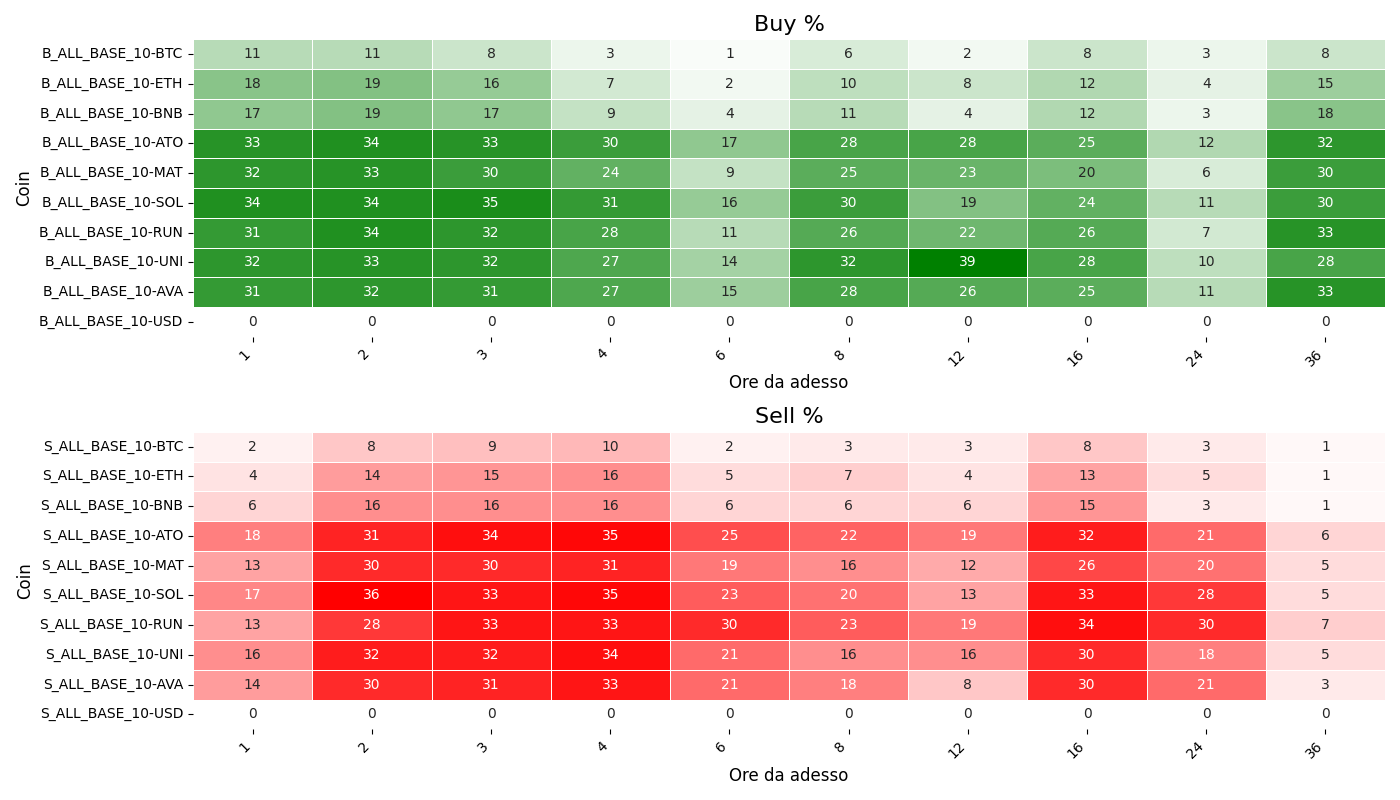 Buy %
Coin
B_ALL_BASE_10-BTC 11 11 8 3 1 6 2 8 3 8
B_ALL_BASE_10-ETH 18 19 16 7 2 10 8 12 4 15
B_ALL_BASE_10-BNB 17 19 17 9 4 11 4 12 3 18
B_ALL_BASE_10-ATO 33 34 33 30 17 28 28 25 12 32
B_ALL_BASE_10-MAT 32 33 30 24 9 25 23 20 6 30
B_ALL_BASE_10-SOL 34 34 35 31 16 30 19 24 11 30
B_ALL_BASE_10-RUN 31 34 32 28 11 26 22 26 7 33
B_ALL_BASE_10-UNI 32 33 32 27 14 32 39 28 10 28
B_ALL_BASE_10-AVA 31 32 31 27 15 28 26 25 11 33
B_ALL_BASE_10-USD 0 0 0 0 0 0 0 0 0 0
1 2 3 4 6 8 12 16 24 36
Ore da adesso
Sell %
Coin
S_ALL_BASE_10-BTC 2 8 9 10 2 3 3 8 3 1
S_ALL_BASE_10-ETH 4 14 15 16 5 7 4 13 5 1
S_ALL_BASE_10-BNB 6 16 16 16 6 6 6 15 3 1
S_ALL_BASE_10-ATO 18 31 34 35 25 22 19 32 21 6
S_ALL_BASE_10-MAT 13 30 30 31 19 16 12 26 20 5
S_ALL_BASE_10-SOL 17 36 33 35 23 20 13 33 28 5
S_ALL_BASE_10-RUN 13 28 33 33 30 23 19 34 30 7
S_ALL_BASE_10-UNI 16 32 32 34 21 16 16 30 18 5
S_ALL_BASE_10-AVA 14 30 31 33 21 18 8 30 21 3
S_ALL_BASE_10-USD 0 0 0 0 0 0 0 0 0 0
1 2 3 4 6 8 12 16 24 36
Ore da adesso